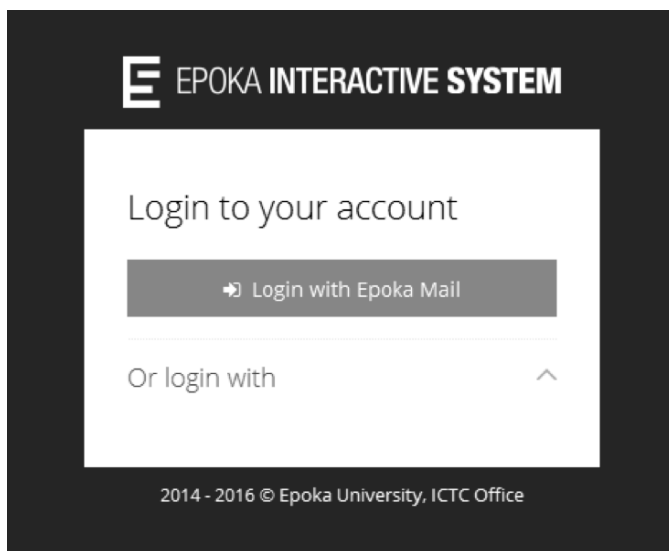 EPOKA INTERACTIVE SYSTEM
Login to your account
Login with Epoka Mail
Or login with
2014 - 2016 © Epoka University, ICTC Office